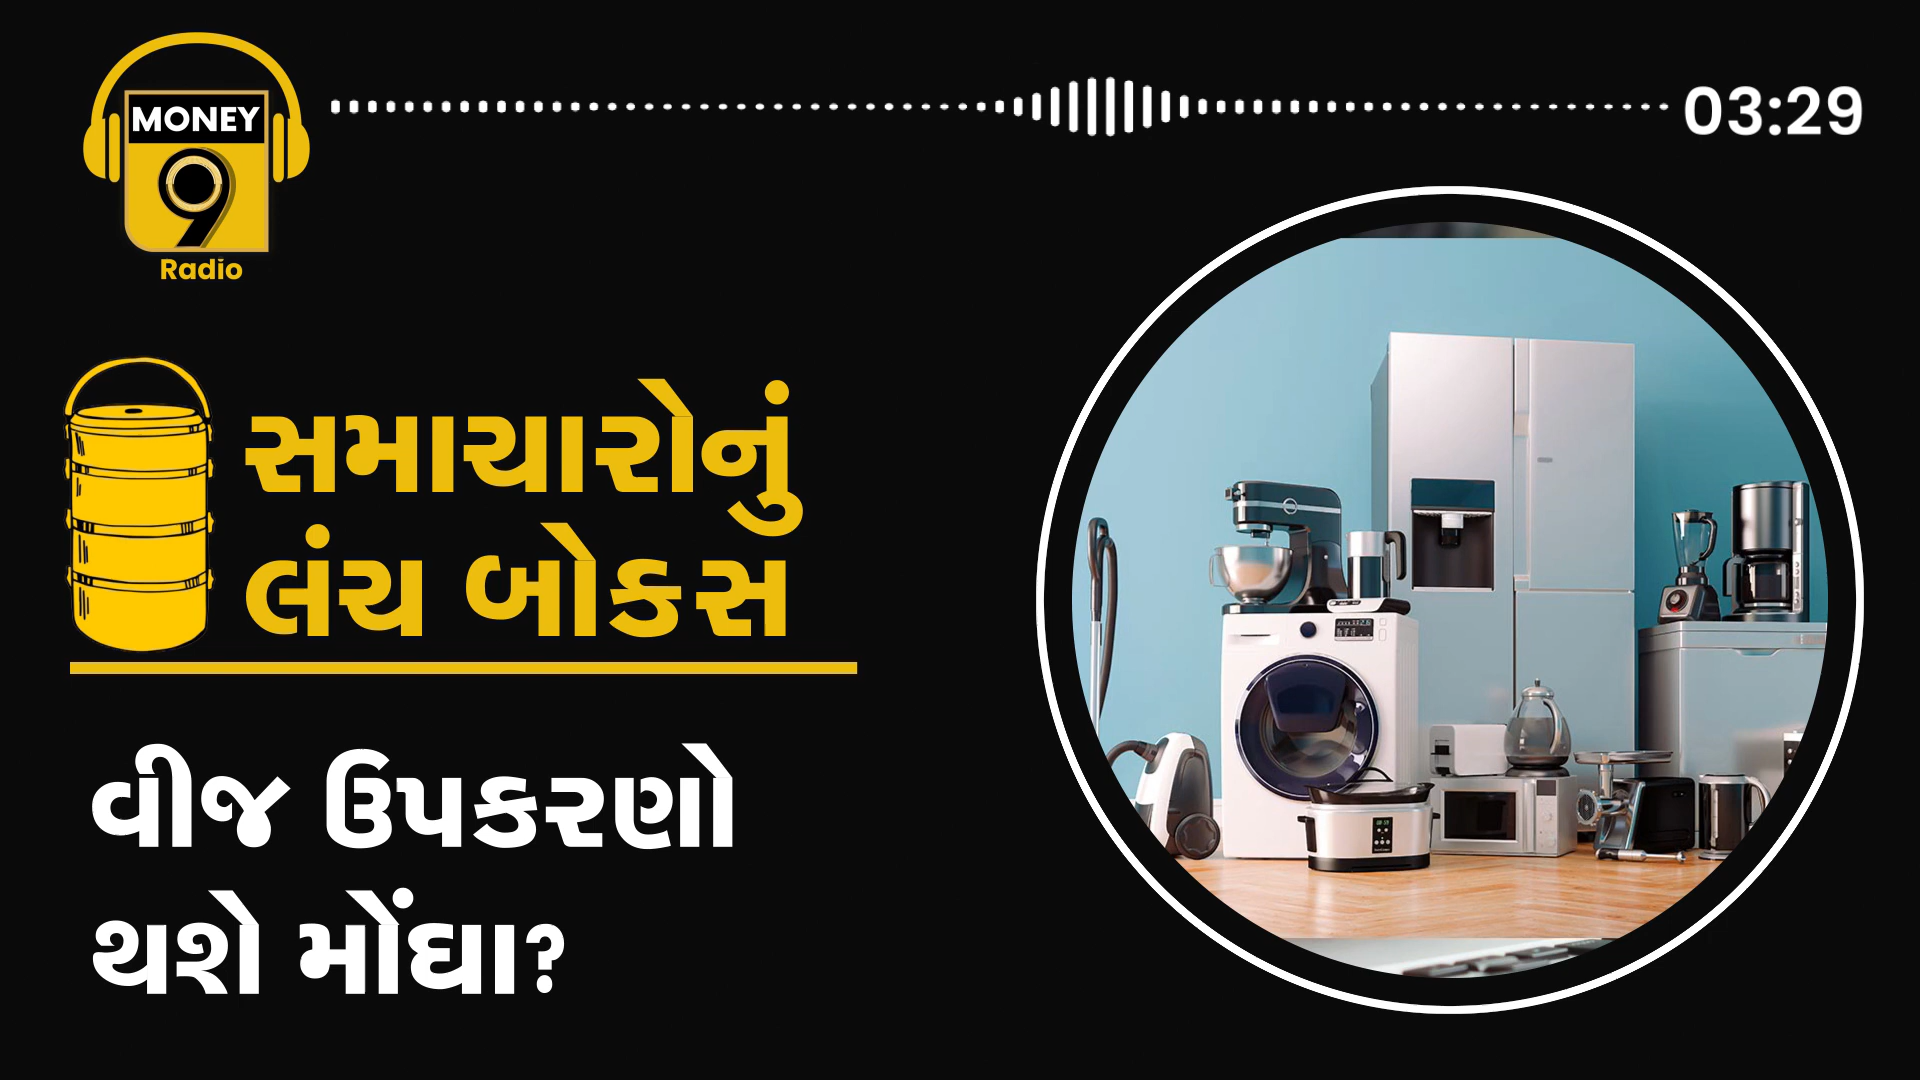 MONEY
9
Radio
03:29
સમાચારોનું
લંચ બોકસ
વીજ ઉપકરણો
થશે મોંઘા?